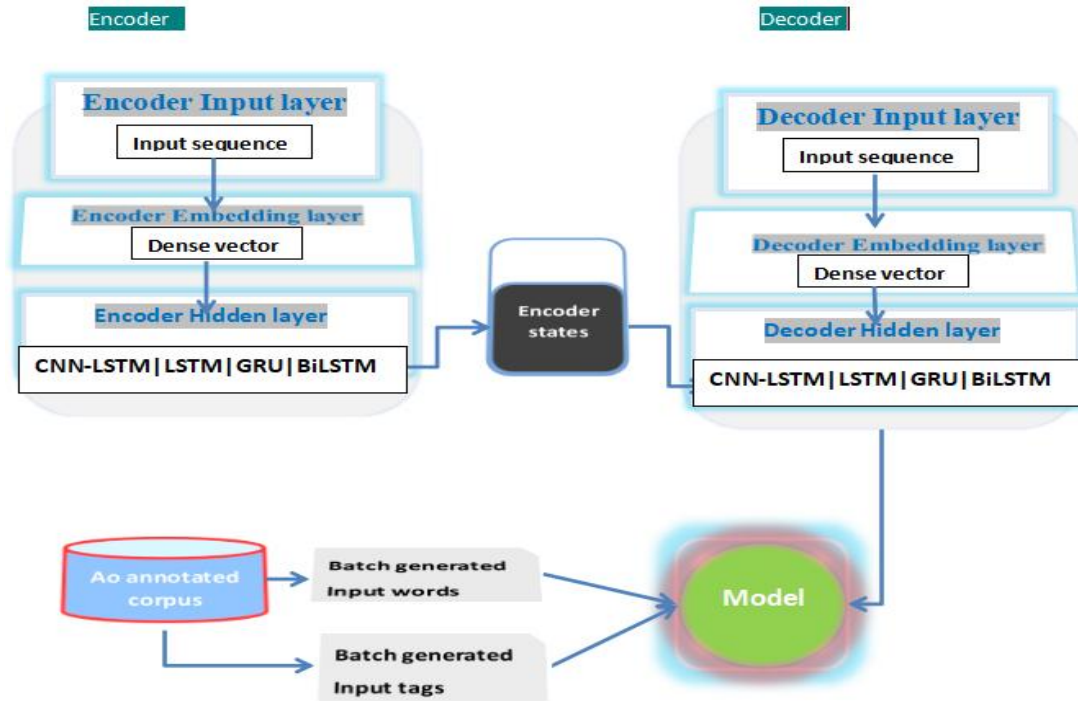 Encoder
Decoder
Encoder Input layer
Input sequence
Encoder Embedding layer
Dense vector
Encoder Hidden layer
CNN-LSTM|LSTM|GRU|BiLSTM
Encoder
states
Decoder Input layer
Input sequence
Decoder Embedding layer
Dense vector
Decoder Hidden layer
CNN-LSTM|LSTM|GRU|BiLSTM
Ao annotated
corpus
Batch generated
Input words
Batch generated
Input tags
Model